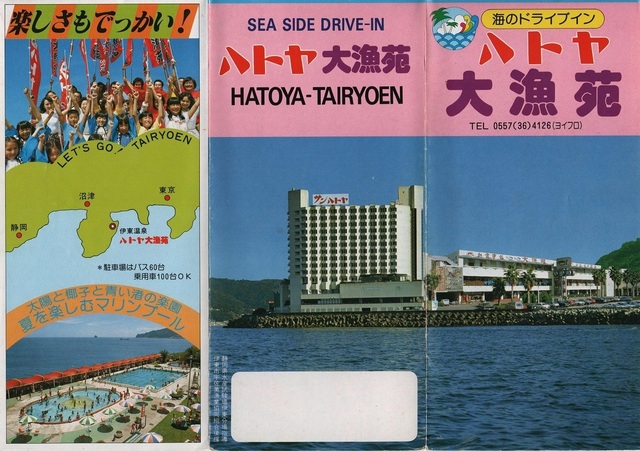 楽しさもでっかい!
LET'S GO! TAIRYOEN
東京
沼津
静岡
伊東温泉
ハトヤ大漁苑
*駐車場はバス60台
乗用車100台OK
太陽と椰子と青い港の楽園
夏を楽しむマリンプール
SEA SIDE DRIVE-IN
ハトヤ 大漁苑
HATOYA-TAIRYOEN
サンハトヤ
海のドライブイン
ハトヤ
大漁苑
TEL 0557(36)4126(ヨイフロ)